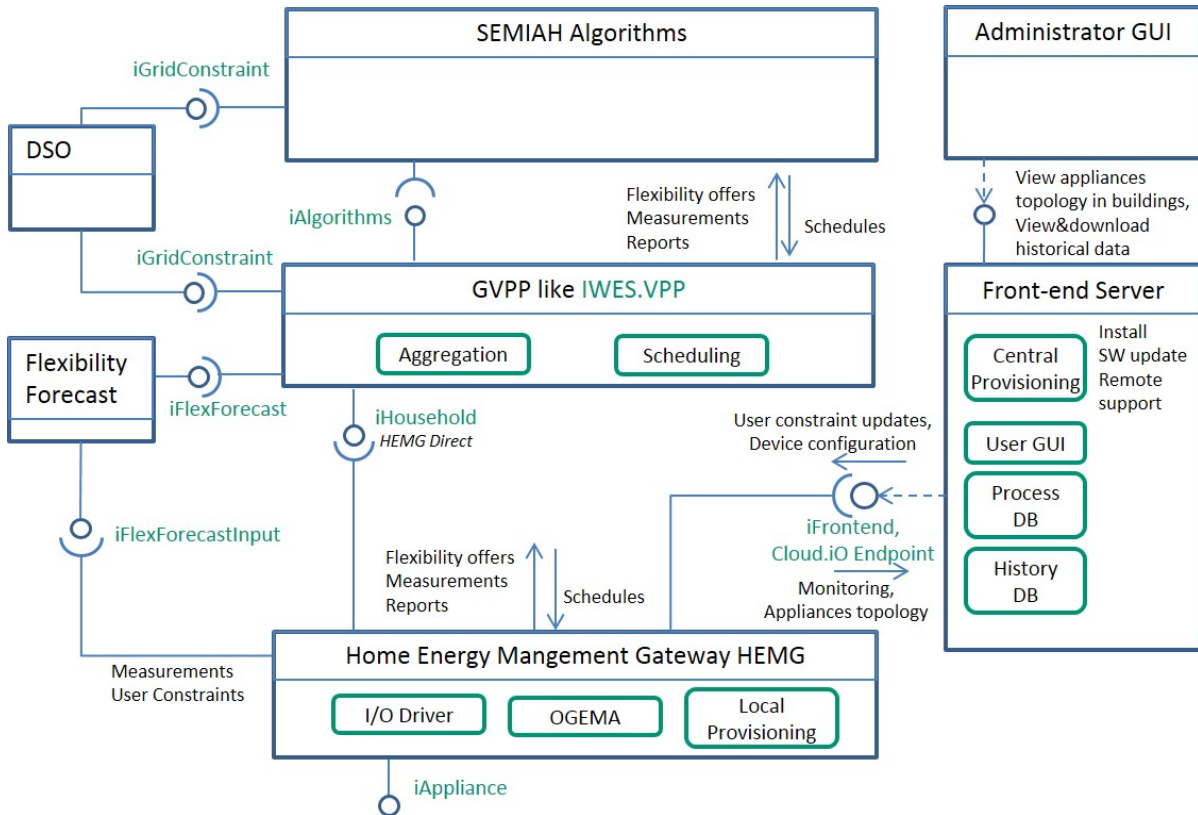 SEMIAH Algorithms
Administrator GUI
iGridConstraint
DSO
iAlgorithms
Flexibility offers
Measurements
Reports
Schedules
View appliances
topology in buildings,
View&download
historical data
iGridConstraint
GVPP like IWES.VPP
Aggregation
Scheduling
Front-end Server
Central
Provisioning
Install
SW update
Remote
support
User GUI
Process
DB
History
DB
Flexibility
Forecast
iFlexForecast
iHousehold
HEMG Direct
User constraint updates,
Device configuration
iFrontend,
Cloud.iO Endpoint
Monitoring,
Appliances topology
iFlexForecastInput
Flexibility offers
Measurements
Reports
Schedules
Measurements
User Constraints
Home Energy Mangement Gateway HEMG
I/O Driver
OGEMA
Local
Provisioning
iAppliance